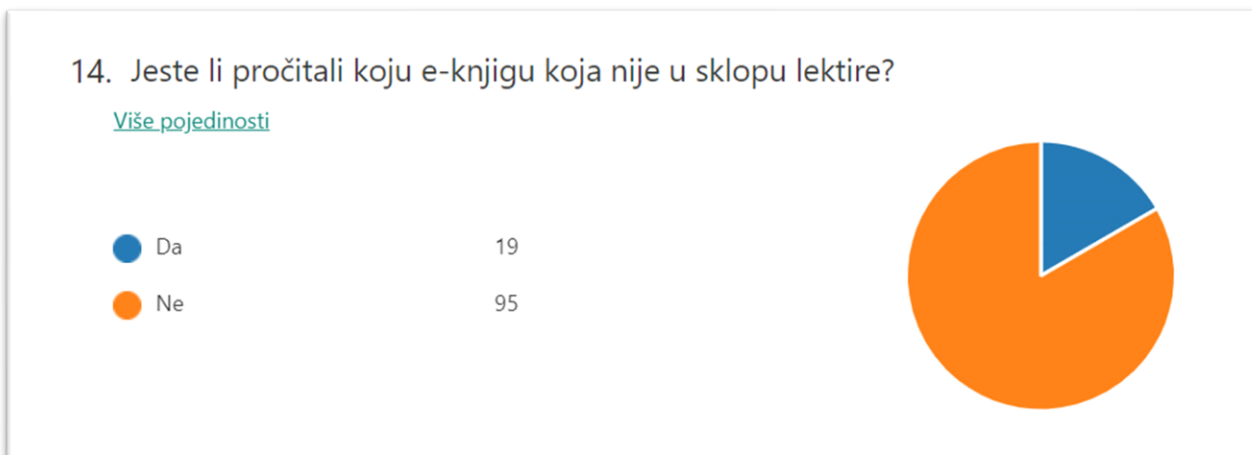 14. Jeste li pročitali koju e-knjigu koja nije u sklopu lektire?
Više pojedinosti
Da 19
Ne 95